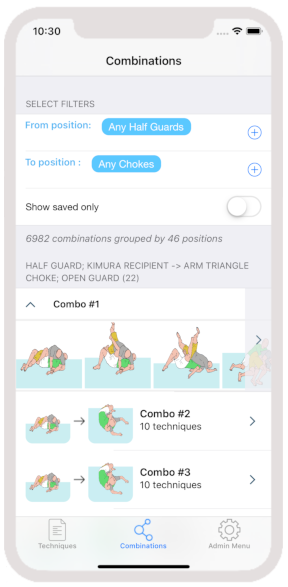 10:30
Combinations
SELECT FILTERS
From position: Any Half Guards
To position : Any Chokes
Show saved only
6982 combinations grouped by 46 positions
HALF GUARD; KIMURA RECIPIENT -> ARM TRIANGLE
CHOKE; OPEN GUARD (22)
Combo #1
Combo #2
10 techniques
Combo #3
10 techniques
Techniques Combinations Admin Menu